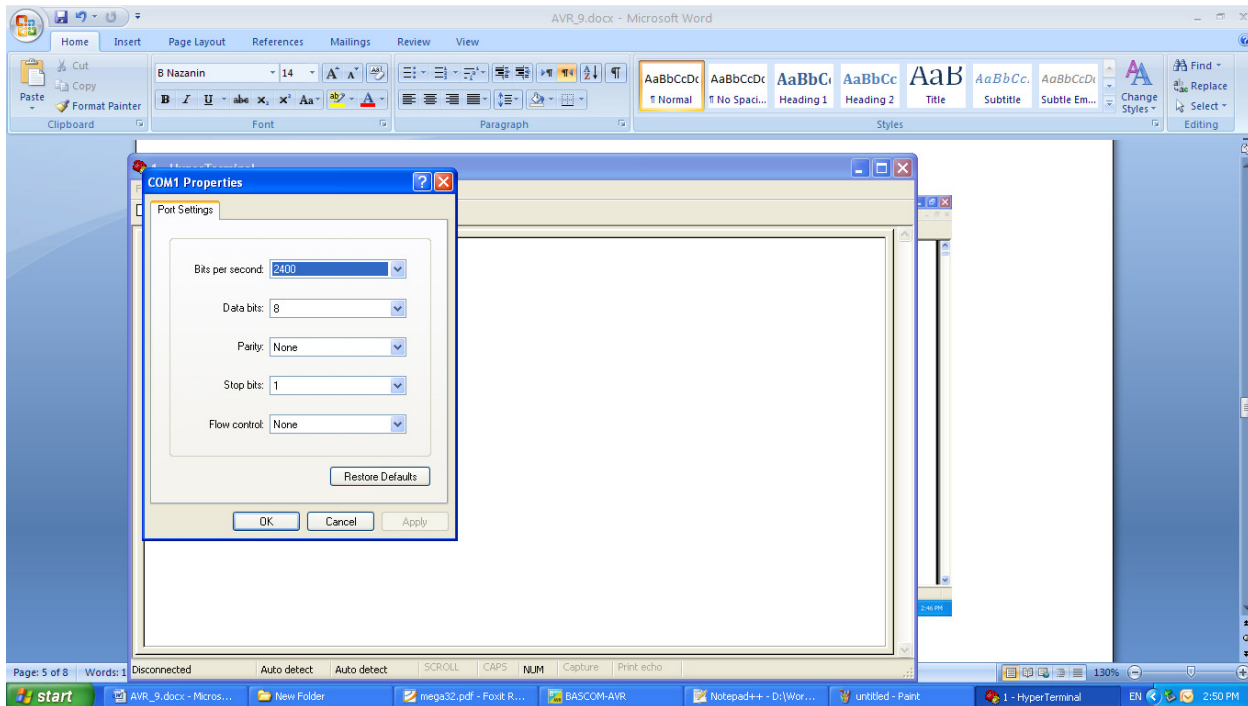 AVR_9.docx - Microsoft Word
Home Insert Page Layout References Mailings Review View
Paste
Cut
Copy
Format Painter
Clipboard
B Nazanin 14
Font
Paragraph
AaBbCcDc AaBbCcDc AaBbC AaBbCc AaB AaBbCc. AaBbCcDc
¶ Normal ¶ No Spaci... Heading 1 Heading 2 Title Subtitle Subtle Em...
Change Styles
Styles
Find
Replace
Select
Editing
COM1 Properties
Port Settings
Bits per second: 2400
Data bits: 8
Parity: None
Stop bits: 1
Flow control: None
Restore Defaults
OK Cancel Apply
2:46 PM
Disconnected Auto detect Auto detect SCROLL CAPS NUM Capture Print echo
Page: 5 of 8 Words: 1
130%
start AVR_9.docx - Micros... New Folder mega32.pdf - Foxit R... BASCOM-AVR Notepad++ - D:\Wor... untitled - Paint 1 - HyperTerminal EN 2:50 PM